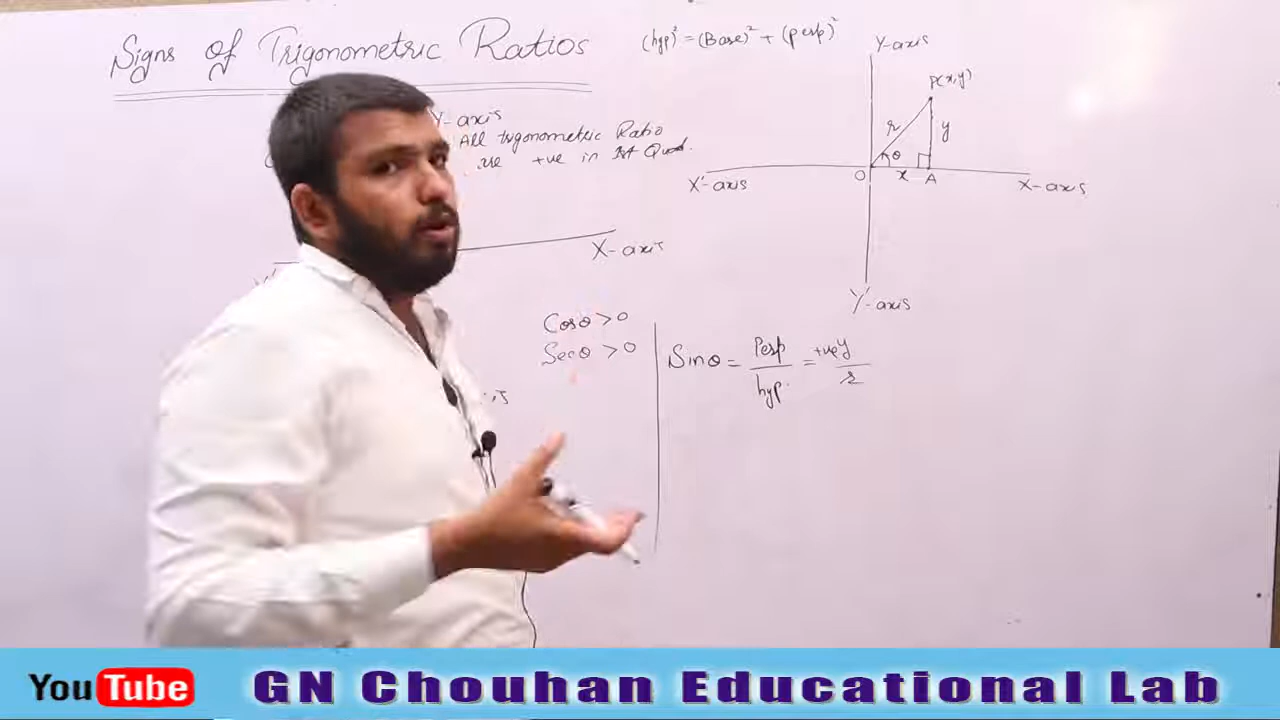 Signs of Trigonometric Ratios
(hyp)² = (Base)² + (perp)²
Y-axis
P(x,y)
r
y
θ
O
x
A
X'-axis
X-axis
Y'-axis
Y-axis
All trigonometric Ratio
+ve in 1st Quad.
X-axis
Cosθ > 0
Secθ > 0
Sinθ = Perp / hyp. = +ve y / r
YouTube
GN Chouhan Educational Lab